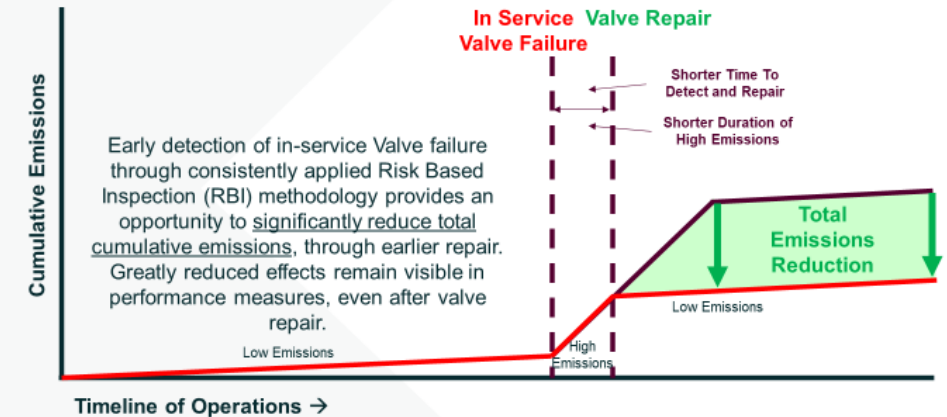 In Service
Valve Failure
Valve Repair
Shorter Time To
Detect and Repair
Shorter Duration of
High Emissions
Cumulative Emissions
Early detection of in-service Valve failure
through consistently applied Risk Based
Inspection (RBI) methodology provides an
opportunity to significantly reduce total
cumulative emissions, through earlier repair.
Greatly reduced effects remain visible in
performance measures, even after valve
repair.
Total
Emissions
Reduction
Low Emissions
High
Emissions
Low Emissions
Timeline of Operations →